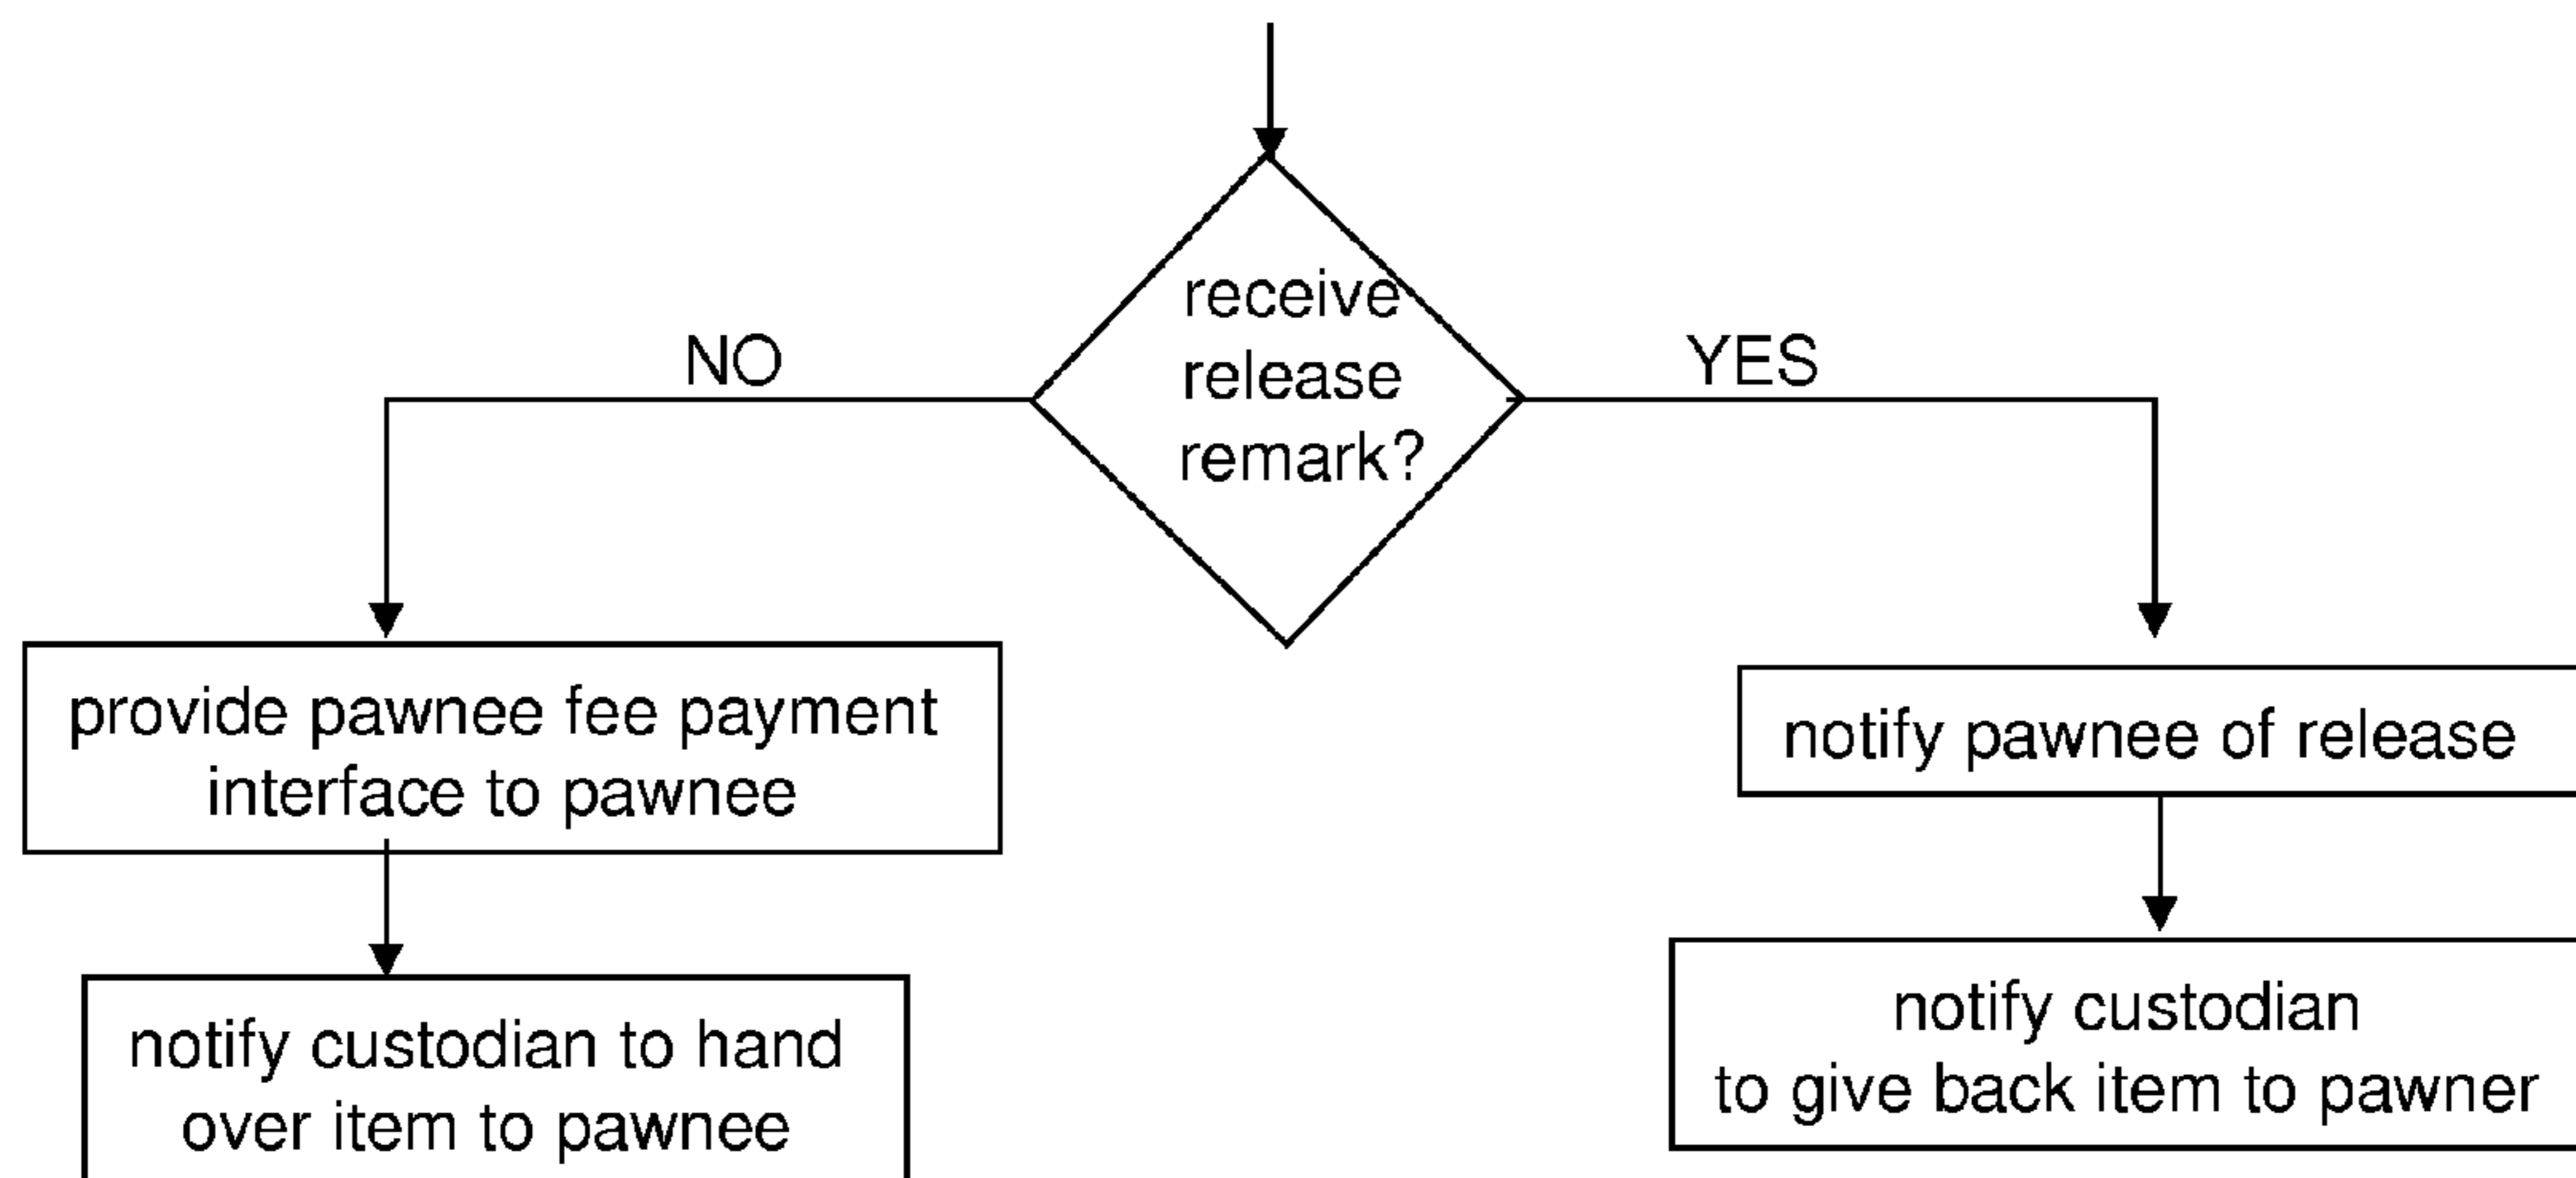 receive
release
remark?
NO
YES
provide pawnee fee payment
interface to pawnee
notify pawnee of release
notify custodian to hand
over item to pawnee
notify custodian
to give back item to pawner